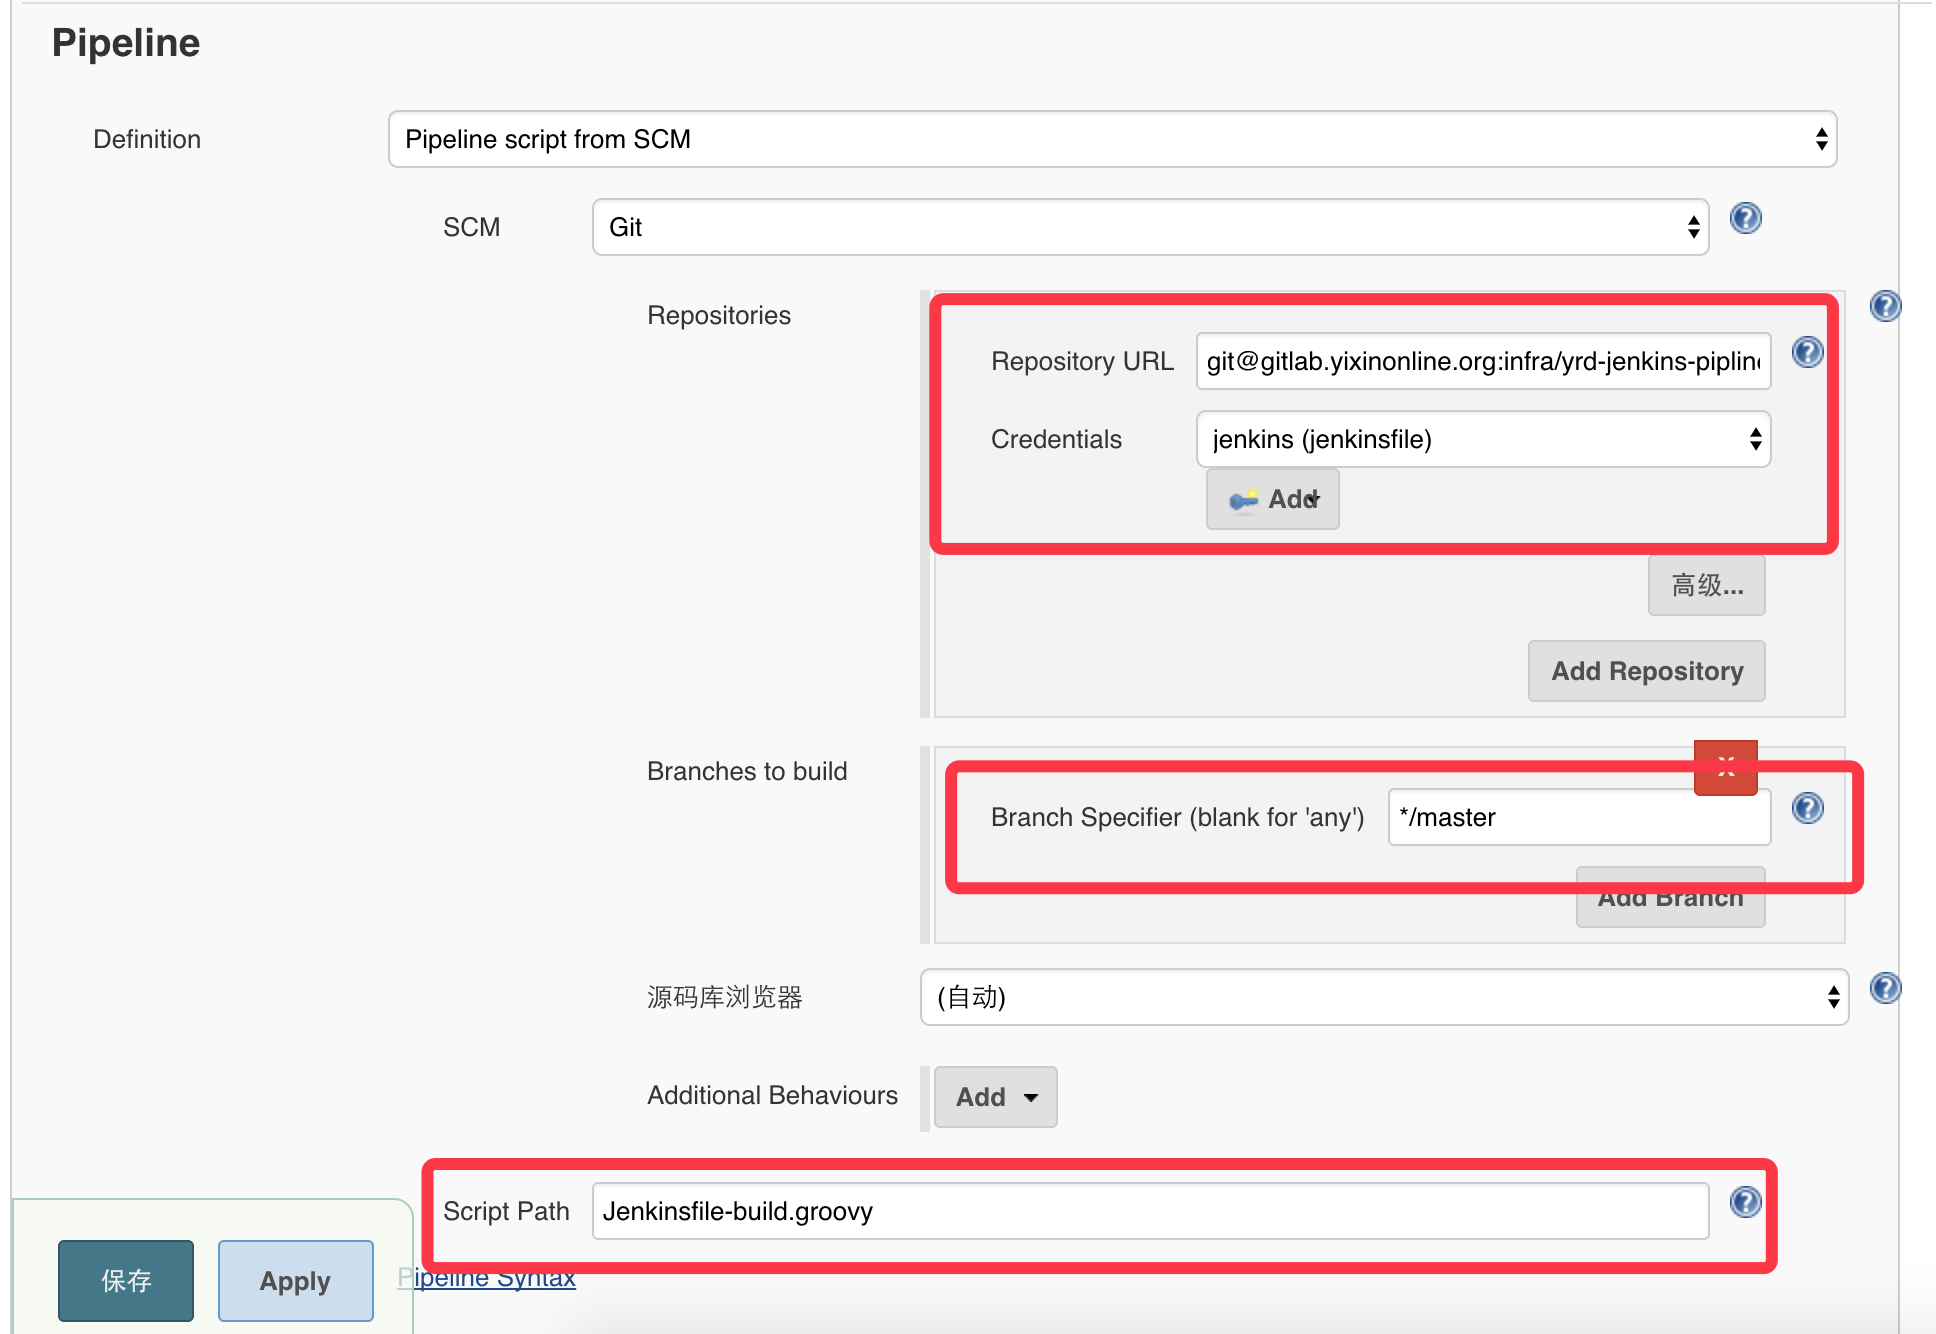 Pipeline
Definition
Pipeline script from SCM
SCM
Git
Repositories
Repository URL
git@gitlab.yixinonline.org:infra/yrd-jenkins-piplin
Credentials
jenkins (jenkinsfile)
Add
高级...
Add Repository
Branches to build
X
Branch Specifier (blank for 'any')
*/master
Add Branch
源码库浏览器
(自动)
Additional Behaviours
Add
Script Path
Jenkinsfile-build.groovy
保存
Apply
Pipeline Syntax